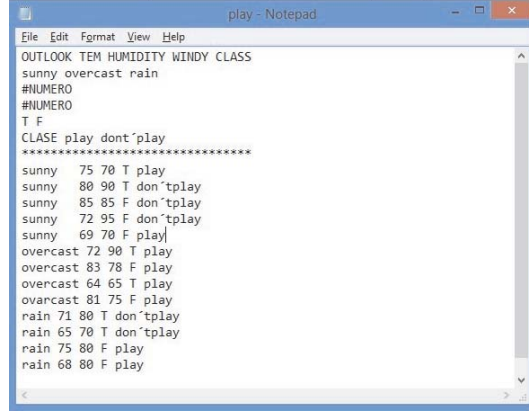 play - Notepad
File Edit Format View Help
OUTLOOK TEM HUMIDITY WINDY CLASS
sunny overcast rain
#NUMERO
#NUMERO
T F
CLASE play dont´play
********************************
sunny 75 70 T play
sunny 80 90 T don´tplay
sunny 85 85 F don´tplay
sunny 72 95 F don´tplay
sunny 69 70 F play
overcast 72 90 T play
overcast 83 78 F play
overcast 64 65 T play
ovarcast 81 75 F play
rain 71 80 T don´tplay
rain 65 70 T don´tplay
rain 75 80 F play
rain 68 80 F play